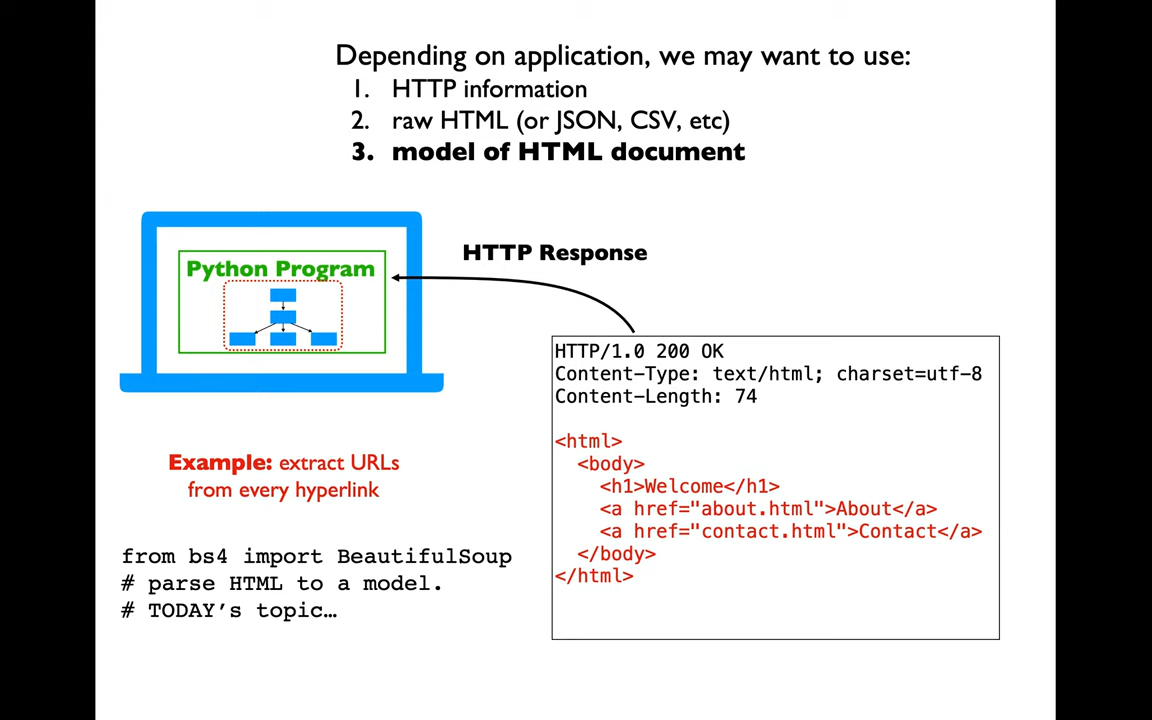 Depending on application, we may want to use:
1. HTTP information
2. raw HTML (or JSON, CSV, etc)
3. model of HTML document
Python Program
HTTP Response
HTTP/1.0 200 OK
Content-Type: text/html; charset=utf-8
Content-Length: 74
<html>
<body>
<h1>Welcome</h1>
<a href="about.html">About</a>
<a href="contact.html">Contact</a>
</body>
</html>
Example: extract URLs
from every hyperlink
from bs4 import BeautifulSoup
# parse HTML to a model.
# TODAY’s topic…